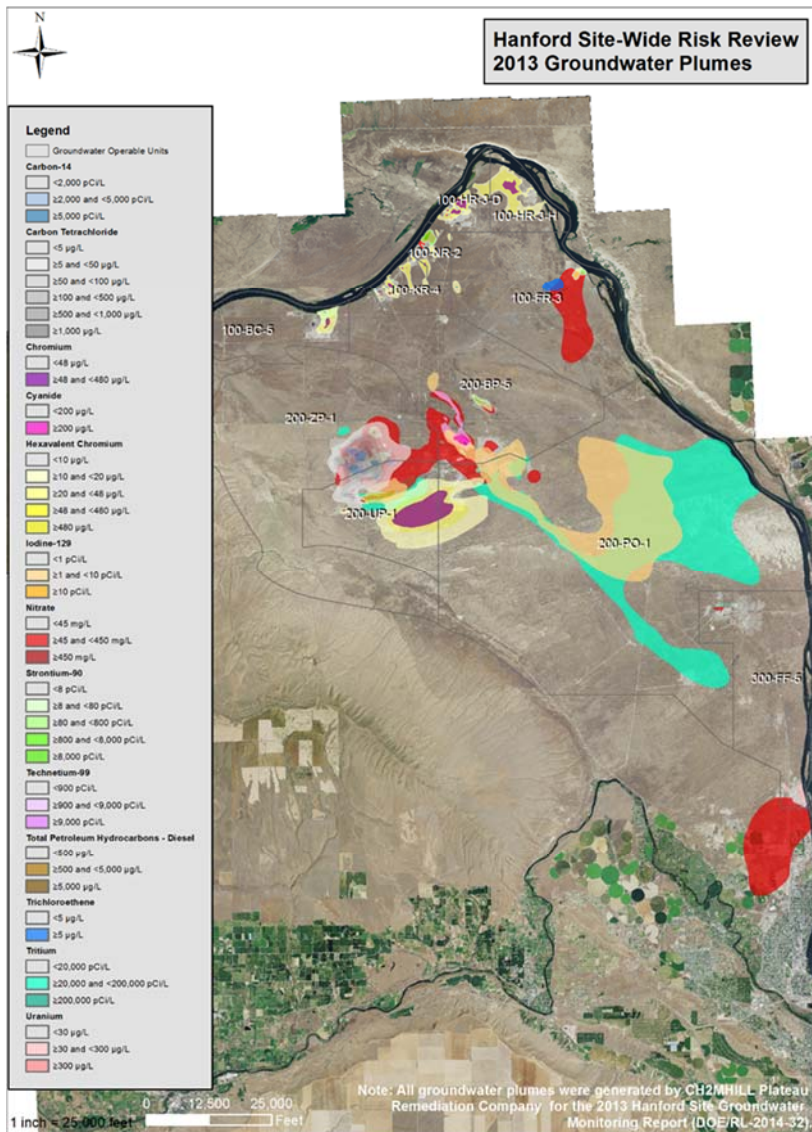 N
Hanford Site-Wide Risk Review
2013 Groundwater Plumes
Legend
Groundwater Operable Units
Carbon-14
<2,000 pCi/L
≥2,000 and <5,000 pCi/L
≥5,000 pCi/L
Carbon Tetrachloride
<5 µg/L
≥5 and <50 µg/L
≥50 and <100 µg/L
≥100 and <500 µg/L
≥500 and <1,000 µg/L
≥1,000 µg/L
Chromium
<48 µg/L
≥48 and <480 µg/L
Cyanide
<200 µg/L
≥200 µg/L
Hexavalent Chromium
<10 µg/L
≥10 and <20 µg/L
≥20 and <48 µg/L
≥48 and <480 µg/L
≥480 µg/L
Iodine-129
<1 pCi/L
≥1 and <10 pCi/L
≥10 pCi/L
Nitrate
<45 mg/L
≥45 and <450 mg/L
≥450 mg/L
Strontium-90
<8 pCi/L
≥8 and <80 pCi/L
≥80 and <800 pCi/L
≥800 and <8,000 pCi/L
≥8,000 pCi/L
Technetium-99
<900 pCi/L
≥900 and <9,000 pCi/L
≥9,000 pCi/L
Total Petroleum Hydrocarbons - Diesel
<500 µg/L
≥500 and <5,000 µg/L
≥5,000 µg/L
Trichloroethene
<5 µg/L
≥5 µg/L
Tritium
<20,000 pCi/L
≥20,000 and <200,000 pCi/L
≥200,000 pCi/L
Uranium
<30 µg/L
≥30 and <300 µg/L
≥300 µg/L
100-HR-3-D
100-HR-3-H
100-NR-2
100-KR-4
100-FR-3
100-BC-5
200-BP-5
200-ZP-1
200-UP-1
200-PO-1
300-FF-5
0 12,500 25,000
Feet
1 inch = 25,000 feet
Note: All groundwater plumes were generated by CH2MHILL Plateau
Remediation Company for the 2013 Hanford Site Groundwater
Monitoring Report (DOE/RL-2014-32)